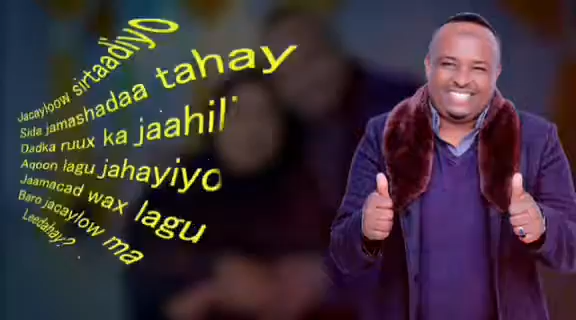 Jacayloow sirtaadiyo
Sida jamashadaa tahay
Dadka ruux ka jaahil
Aqoon lagu jahayiyo
Jaamacad wax lagu
Baro jacaylow ma
Leedahay?